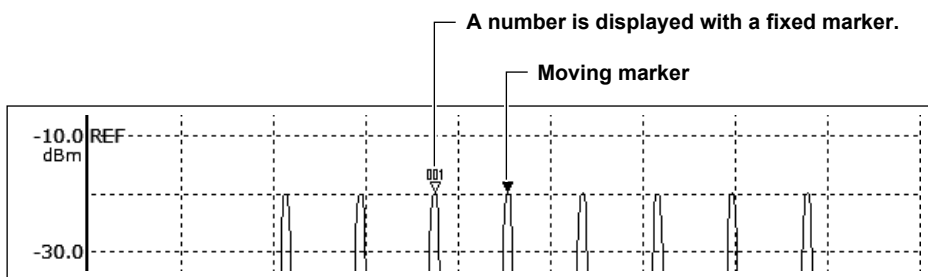 A number is displayed with a fixed marker.
Moving marker
-10.0 REF
dBm
001
-30.0